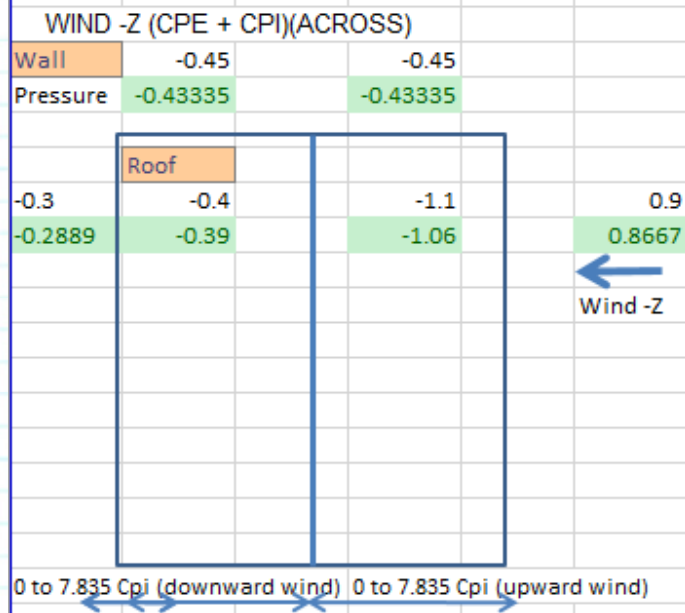 WIND -Z (CPE + CPI)(ACROSS)
Wall -0.45 -0.45
Pressure -0.43335 -0.43335
Roof
-0.3 -0.4 -1.1 0.9
-0.2889 -0.39 -1.06 0.8667
Wind -Z
0 to 7.835 Cpi (downward wind) 0 to 7.835 Cpi (upward wind)